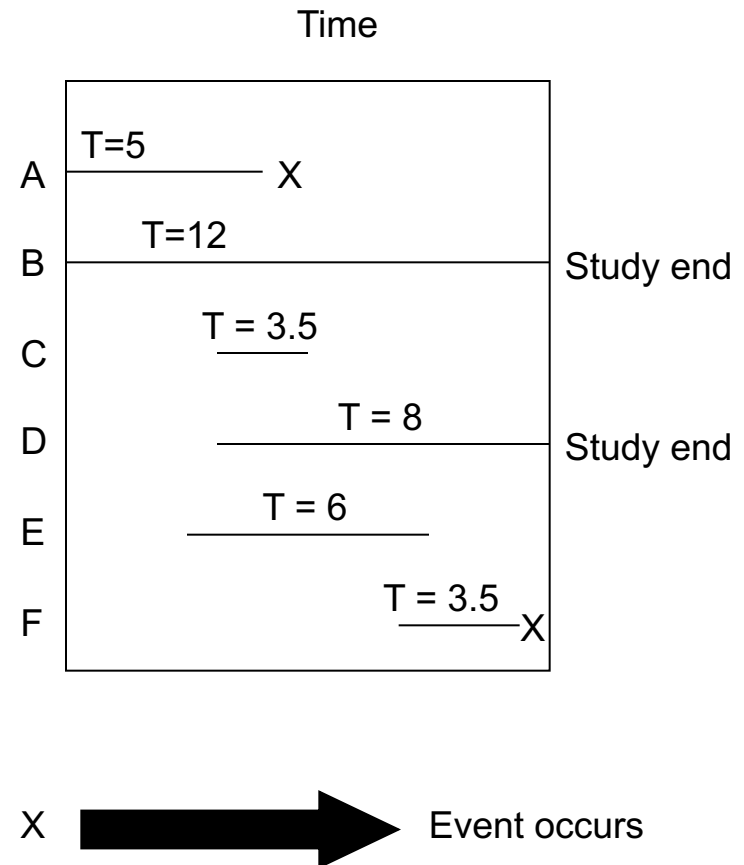 Time
T=5
A X
T=12
B Study end
T = 3.5
C
T = 8
D Study end
T = 6
E
T = 3.5
F X
X Event occurs